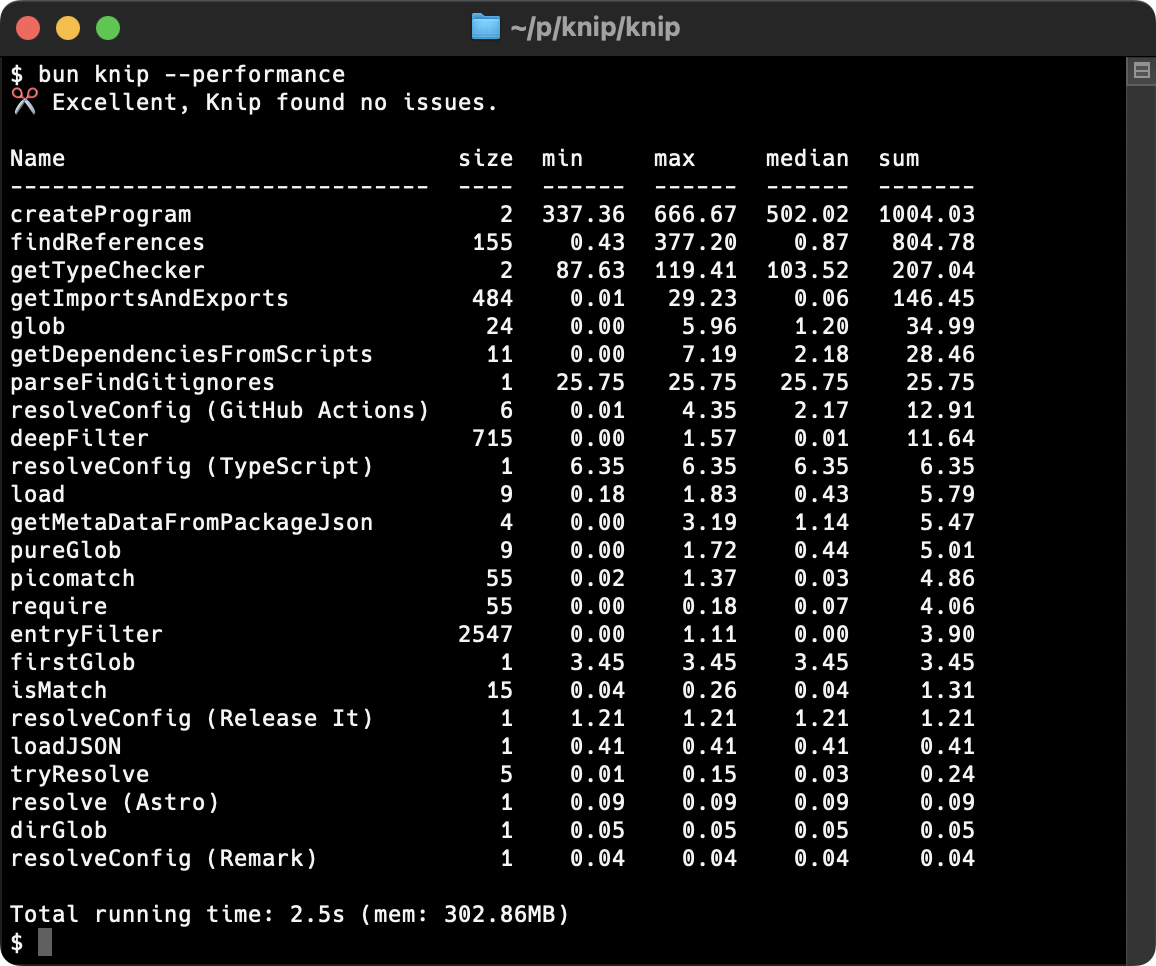 ~/p/knip/knip
$ bun knip --performance
✂️ Excellent, Knip found no issues.
Name size min max median sum
------------------------------ ---- ------ ------ ------ -------
createProgram 2 337.36 666.67 502.02 1004.03
findReferences 155 0.43 377.20 0.87 804.78
getTypeChecker 2 87.63 119.41 103.52 207.04
getImportsAndExports 484 0.01 29.23 0.06 146.45
glob 24 0.00 5.96 1.20 34.99
getDependenciesFromScripts 11 0.00 7.19 2.18 28.46
parseFindGitignores 1 25.75 25.75 25.75 25.75
resolveConfig (GitHub Actions) 6 0.01 4.35 2.17 12.91
deepFilter 715 0.00 1.57 0.01 11.64
resolveConfig (TypeScript) 1 6.35 6.35 6.35 6.35
load 9 0.18 1.83 0.43 5.79
getMetaDataFromPackageJson 4 0.00 3.19 1.14 5.47
pureGlob 9 0.00 1.72 0.44 5.01
picomatch 55 0.02 1.37 0.03 4.86
require 55 0.00 0.18 0.07 4.06
entryFilter 2547 0.00 1.11 0.00 3.90
firstGlob 1 3.45 3.45 3.45 3.45
isMatch 15 0.04 0.26 0.04 1.31
resolveConfig (Release It) 1 1.21 1.21 1.21 1.21
loadJSON 1 0.41 0.41 0.41 0.41
tryResolve 5 0.01 0.15 0.03 0.24
resolve (Astro) 1 0.09 0.09 0.09 0.09
dirGlob 1 0.05 0.05 0.05 0.05
resolveConfig (Remark) 1 0.04 0.04 0.04 0.04
Total running time: 2.5s (mem: 302.86MB)
$